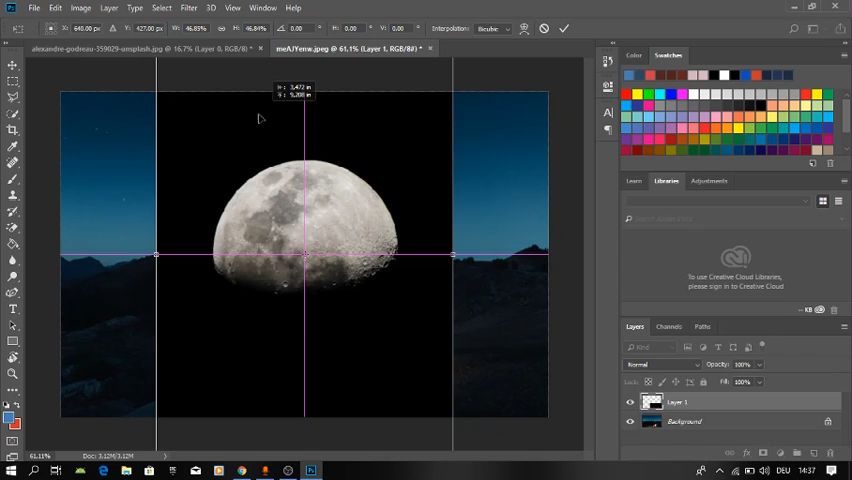 File Edit Image Layer Type Select Filter 3D View Window Help
X: 640.00 px Y: 427.00 px W: 46.85% H: 46.84% 0.00 ° H: 0.00 ° V: 0.00 ° Interpolation: Bicubic
alexandre-godreau-359029-unsplash.jpg @ 16.7% (Layer 0, RGB/8) * × meAJYenw.jpeg @ 61,1% (Layer 1, RGB/8#) * ×
Color Swatches
H: 3,472 in
Learn Libraries Adjustments
To use Creative Cloud Libraries,
please sign in to Creative Cloud
-- KB
Layers Channels Paths
Kind
Normal Opacity: 100%
Lock: Fill: 100%
Layer 1
Background
61.11% Doc: 3.12M/3.12M
DEU 14:37